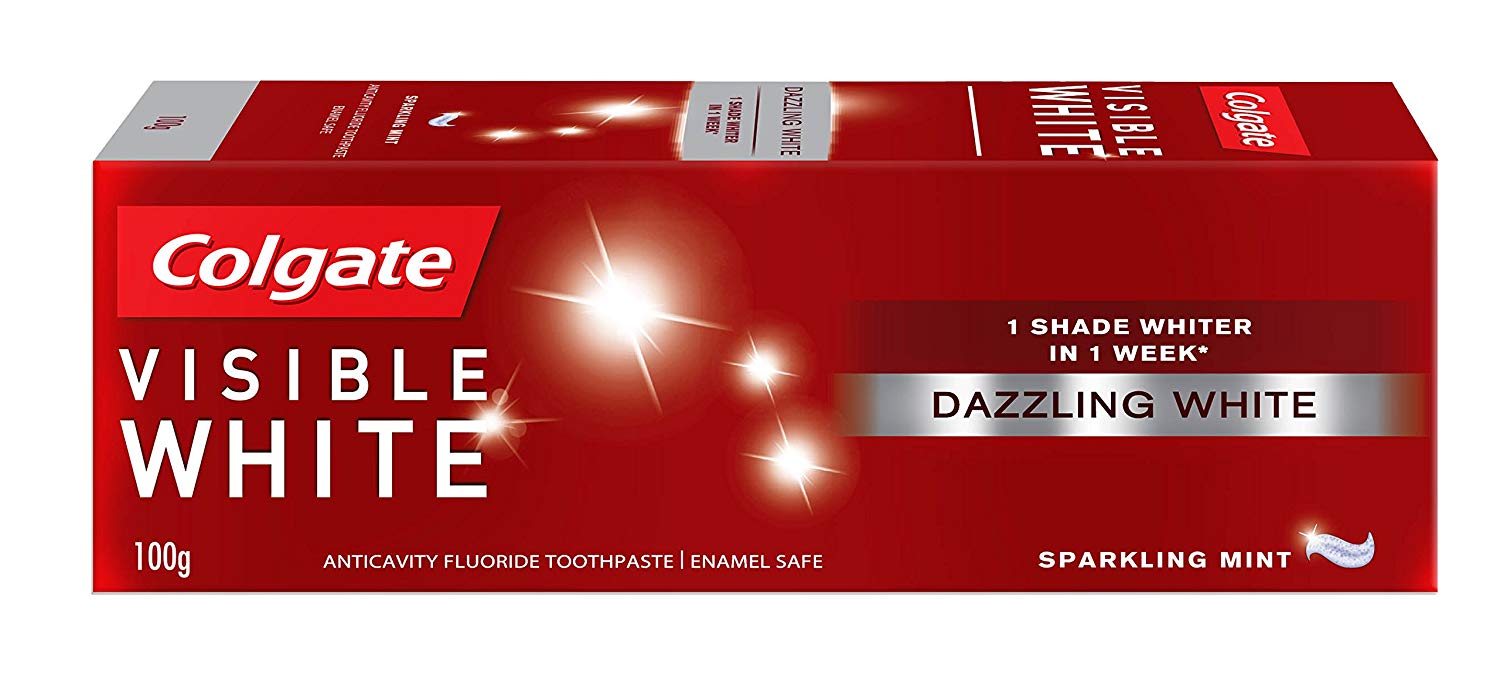 100g
ANTICAVITY FLUORIDE TOOTHPASTE
ENAMEL SAFE
SPARKLING MINT
1 SHADE WHITER
IN 1 WEEK*
DAZZLING WHITE
VISIBLE
WHITE
Colgate
Colgate
VISIBLE
WHITE
100g
ANTICAVITY FLUORIDE TOOTHPASTE | ENAMEL SAFE
1 SHADE WHITER
IN 1 WEEK*
DAZZLING WHITE
SPARKLING MINT